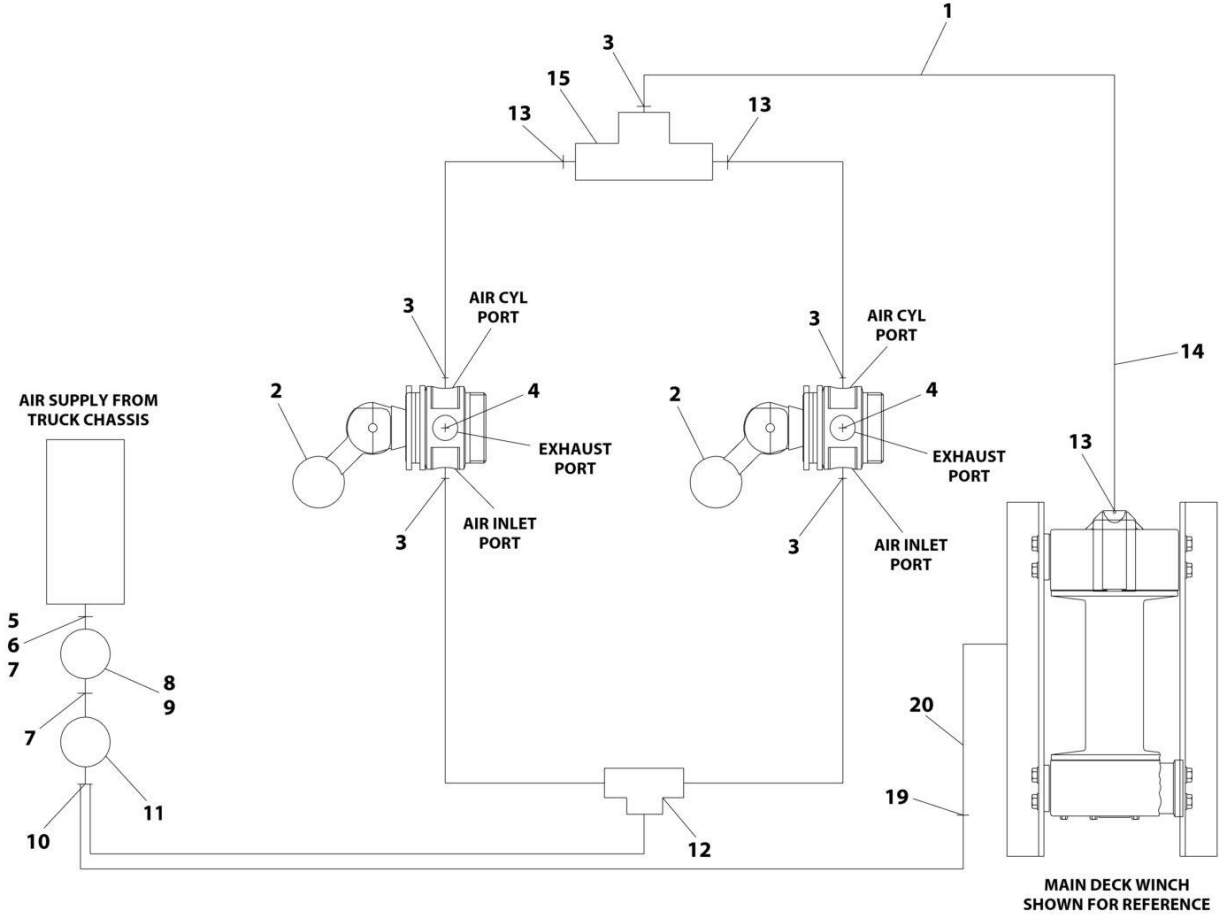 1
3
15
13
13
AIR CYL
PORT
3
AIR CYL
PORT
3
14
AIR SUPPLY FROM
TRUCK CHASSIS
2
4
2
4
EXHAUST
PORT
EXHAUST
PORT
13
AIR INLET
PORT
3
AIR INLET
PORT
3
5
6
7
8
9
7
20
11
10
19
12
MAIN DECK WINCH
SHOWN FOR REFERENCE